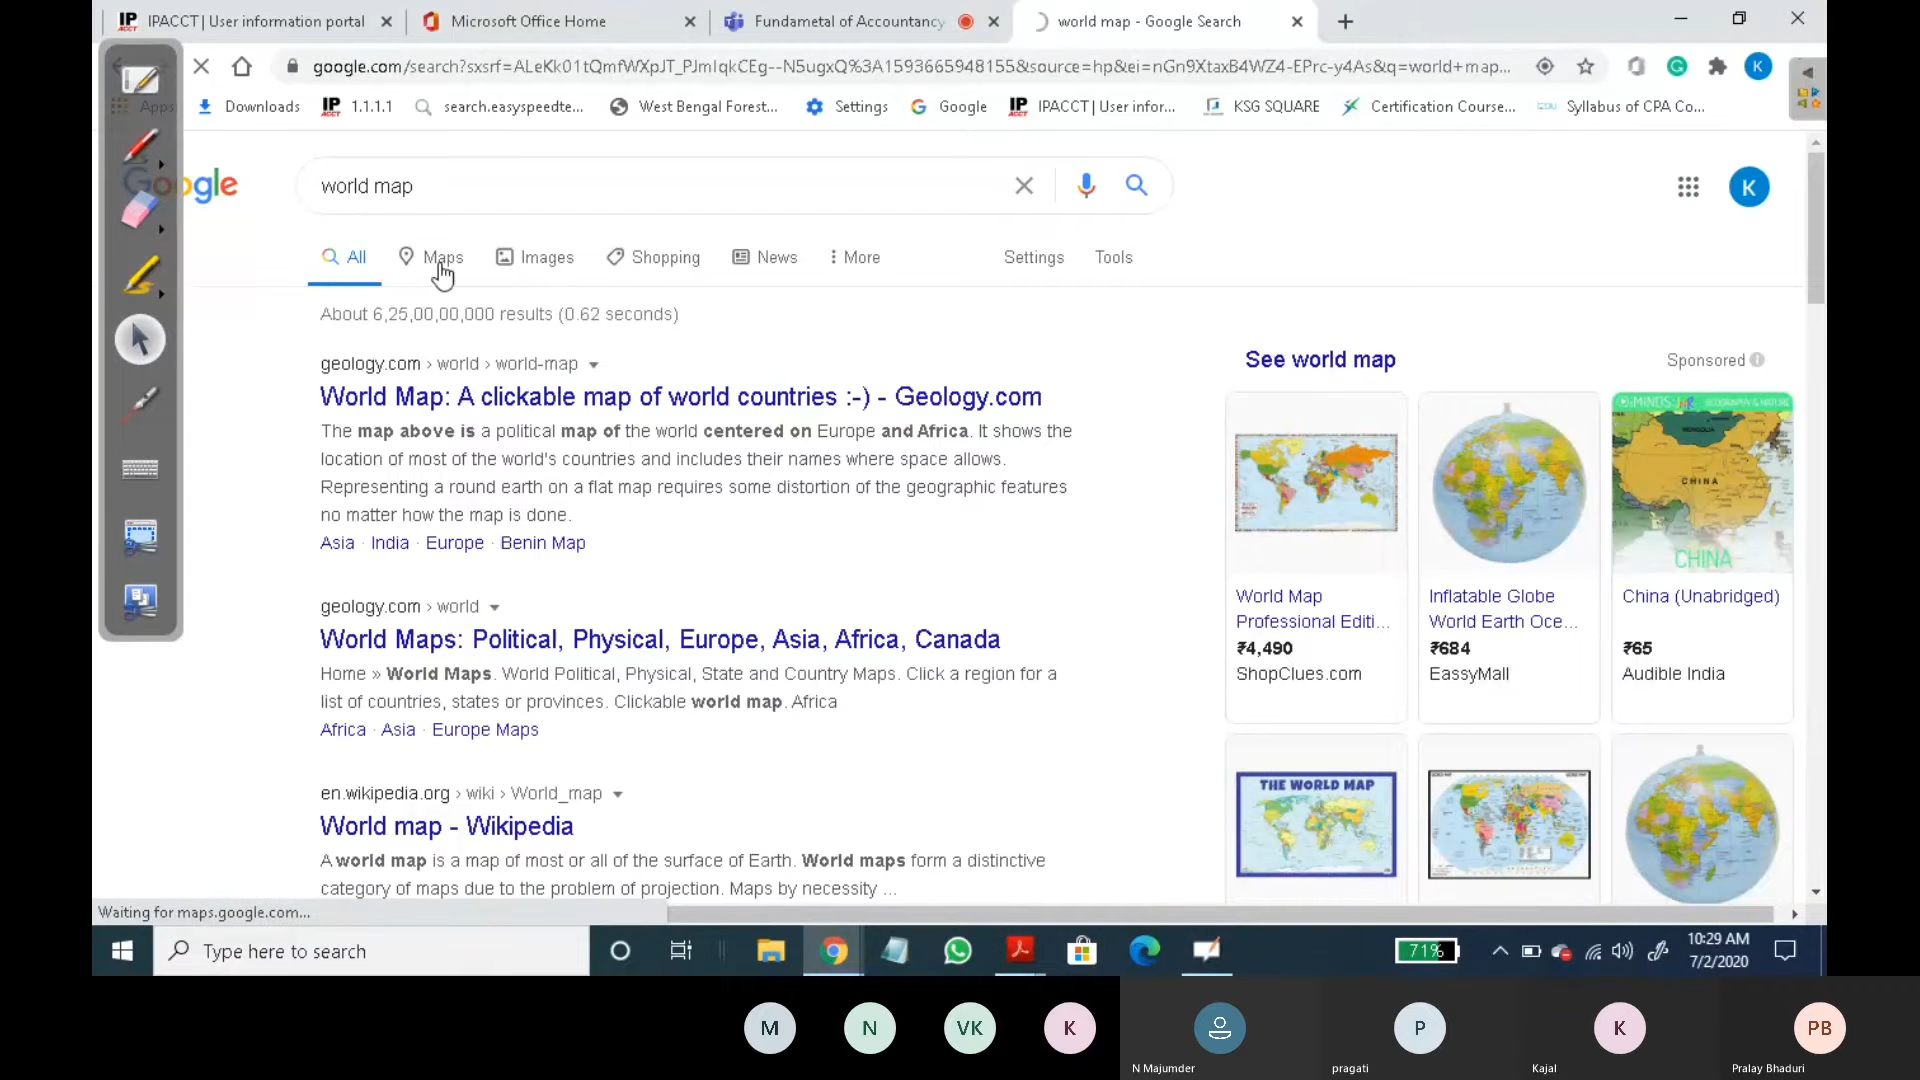 IPACCT | User information portal
Microsoft Office Home
Fundametal of Accountancy
world map - Google Search
google.com/search?sxsrf=ALeKk01tQmfWXpJT_PJmIqkCEg--N5ugxQ%3A1593665948155&source=hp&ei=nGn9XtaxB4WZ4-EPrc-y4As&q=world+map...
K
Apps
Downloads
1.1.1.1
search.easyspeedte...
West Bengal Forest...
Settings
Google
IPACCT | User infor...
KSG SQUARE
Certification Course...
Syllabus of CPA Co...
Google
world map
K
All
Maps
Images
Shopping
News
More
Settings
Tools
About 6,25,00,00,000 results (0.62 seconds)
geology.com › world › world-map
World Map: A clickable map of world countries :-) - Geology.com
The map above is a political map of the world centered on Europe and Africa. It shows the
location of most of the world's countries and includes their names where space allows.
Representing a round earth on a flat map requires some distortion of the geographic features
no matter how the map is done.
Asia · India · Europe · Benin Map
geology.com › world
World Maps: Political, Physical, Europe, Asia, Africa, Canada
Home » World Maps. World Political, Physical, State and Country Maps. Click a region for a
list of countries, states or provinces. Clickable world map. Africa
Africa · Asia · Europe Maps
en.wikipedia.org › wiki › World_map
World map - Wikipedia
A world map is a map of most or all of the surface of Earth. World maps form a distinctive
category of maps due to the problem of projection. Maps by necessity ...
See world map
Sponsored
CHINA
CHINA
World Map
Professional Editi...
₹4,490
ShopClues.com
Inflatable Globe
World Earth Oce...
₹684
EassyMall
China (Unabridged)
₹65
Audible India
THE WORLD MAP
Waiting for maps.google.com...
Type here to search
71%
10:29 AM
7/2/2020
M
N
VK
K
N Majumder
P
pragati
K
Kajal
PB
Pralay Bhaduri